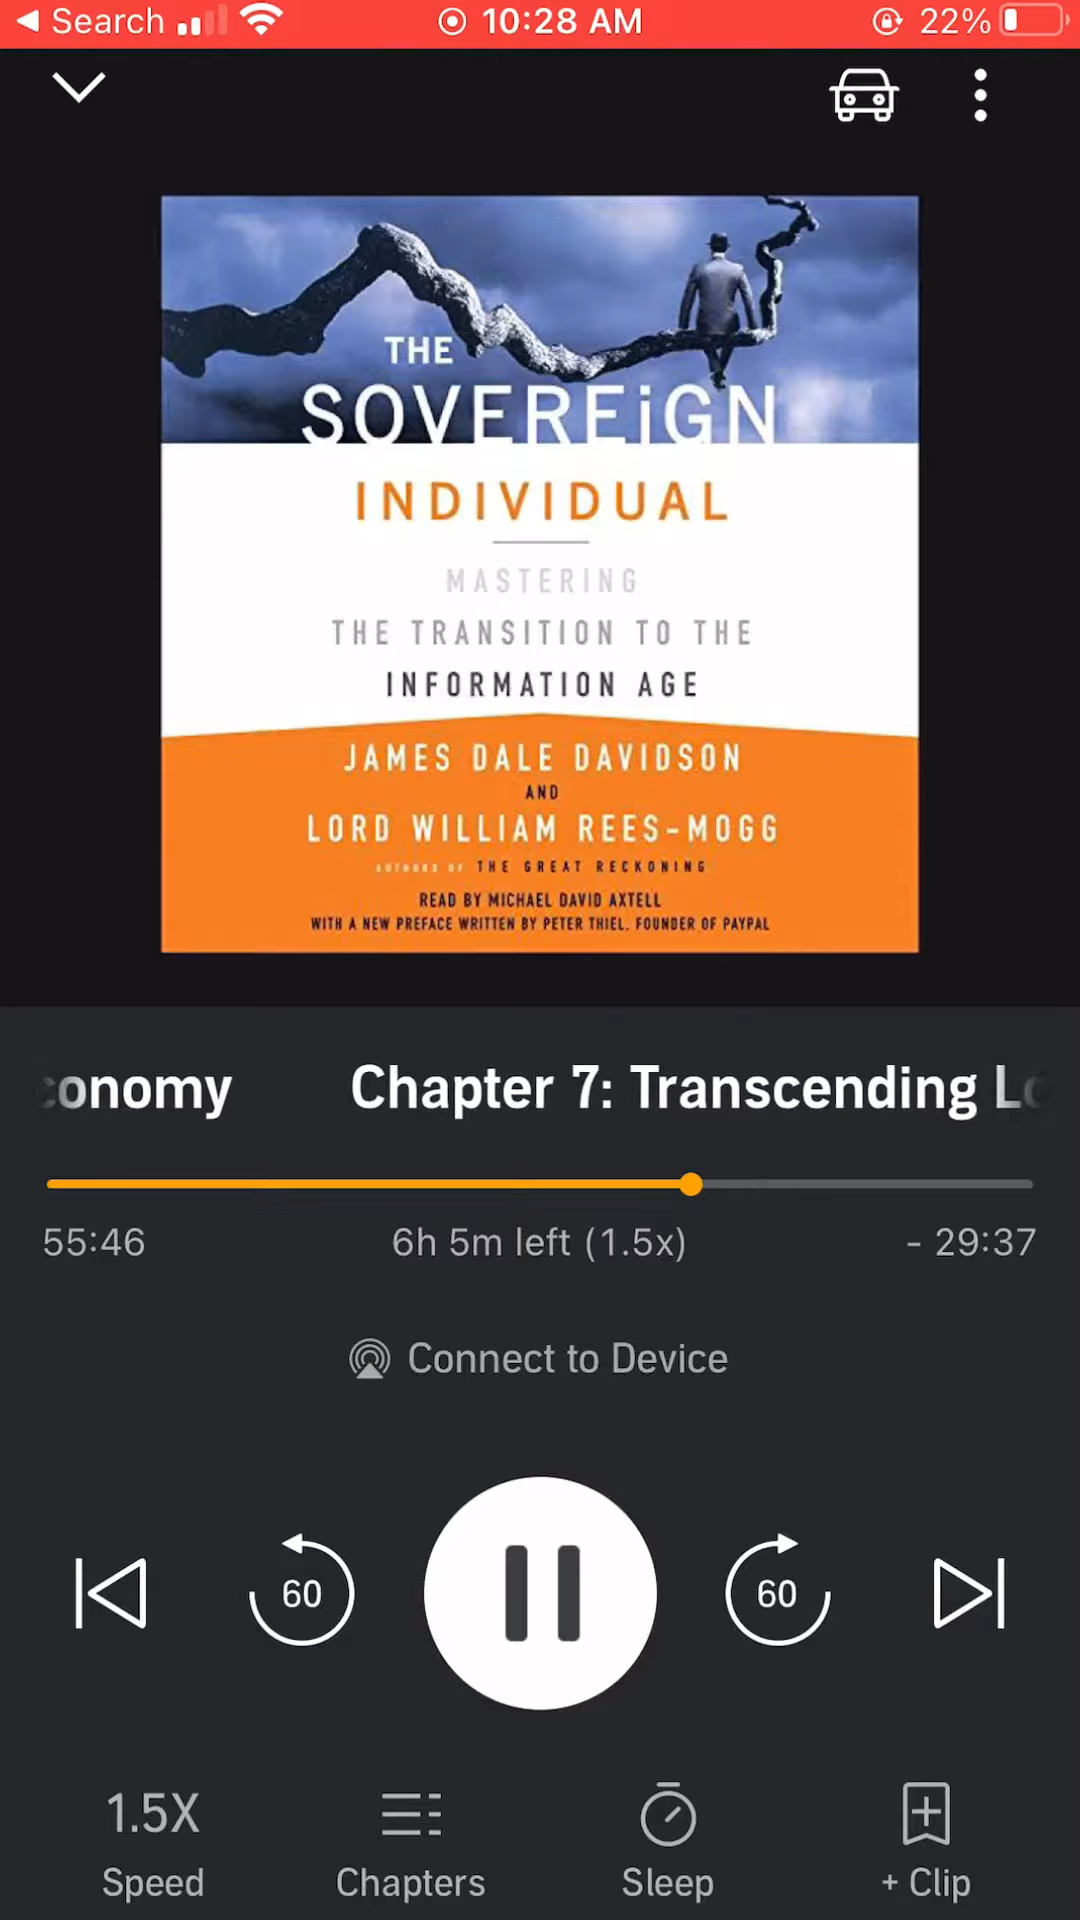 Search 10:28 AM 22%
THE
SOVEREiGN
INDIVIDUAL
MASTERING
THE TRANSITION TO THE
INFORMATION AGE
JAMES DALE DAVIDSON
AND
LORD WILLIAM REES-MOGG
AUTHORS OF THE GREAT RECKONING
READ BY MICHAEL DAVID AXTELL
WITH A NEW PREFACE WRITTEN BY PETER THIEL, FOUNDER OF PAYPAL
conomy Chapter 7: Transcending Lo
55:46 6h 5m left (1.5x) - 29:37
Connect to Device
60 60
1.5X
Speed Chapters Sleep + Clip